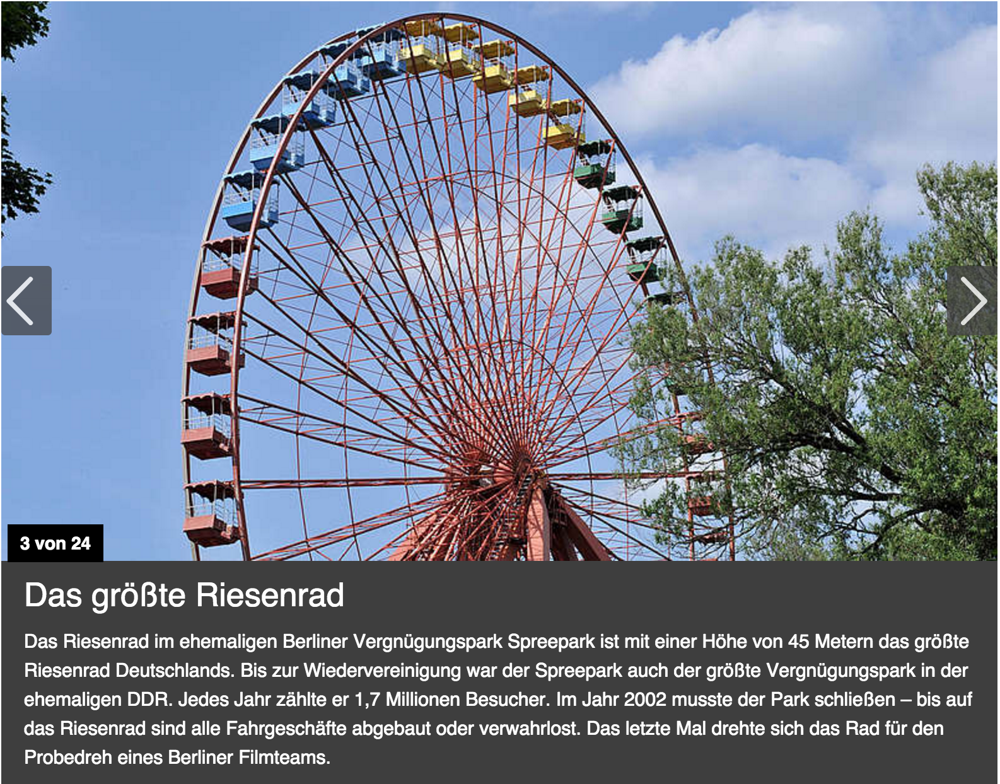 3 von 24
Das größte Riesenrad
Das Riesenrad im ehemaligen Berliner Vergnügungspark Spreepark ist mit einer Höhe von 45 Metern das größte
Riesenrad Deutschlands. Bis zur Wiedervereinigung war der Spreepark auch der größte Vergnügungspark in der
ehemaligen DDR. Jedes Jahr zählte er 1,7 Millionen Besucher. Im Jahr 2002 musste der Park schließen – bis auf
das Riesenrad sind alle Fahrgeschäfte abgebaut oder verwahrlost. Das letzte Mal drehte sich das Rad für den
Probedreh eines Berliner Filmteams.